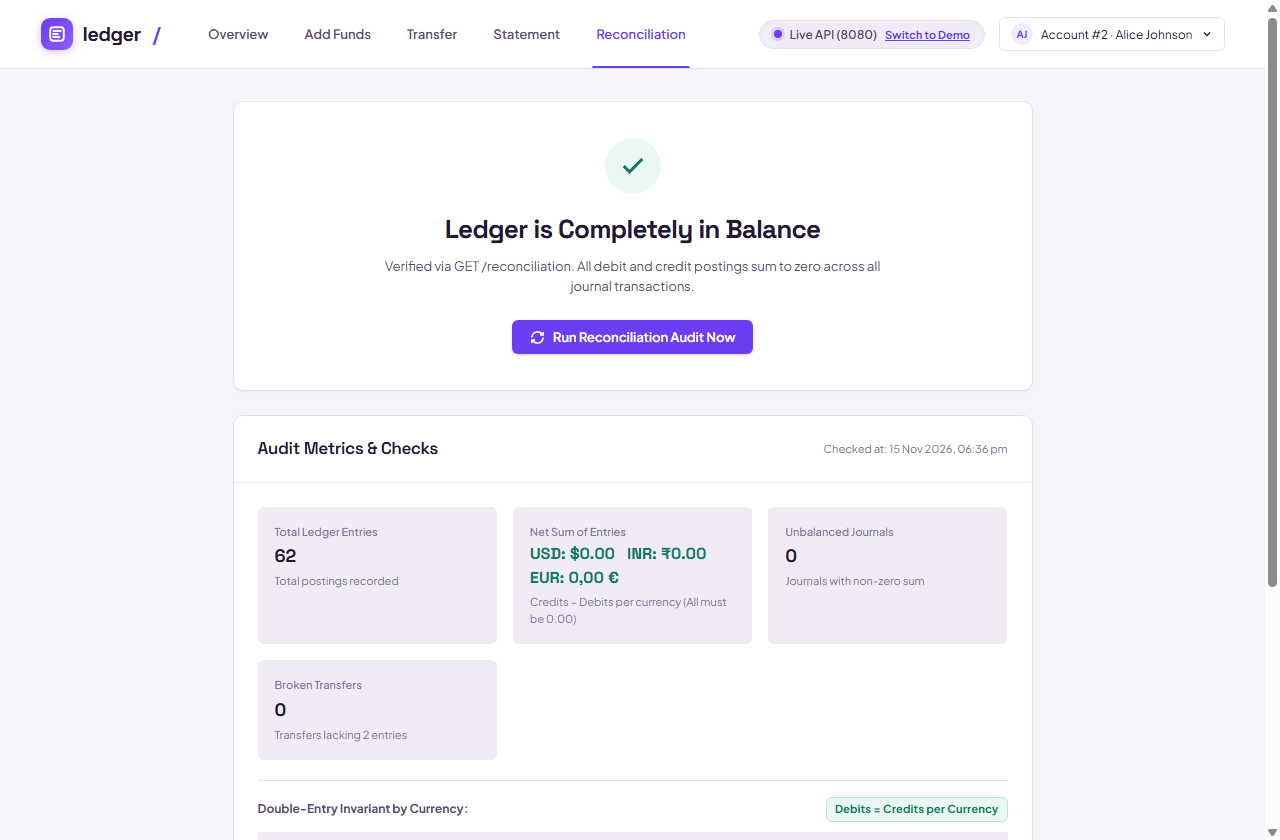 ledger /
Overview
Add Funds
Transfer
Statement
Reconciliation
Live API (8080) Switch to Demo
AJ Account #2 · Alice Johnson
Ledger is Completely in Balance
Verified via GET /reconciliation. All debit and credit postings sum to zero across all
journal transactions.
Run Reconciliation Audit Now
Audit Metrics & Checks
Checked at: 15 Nov 2026, 06:36 pm
Total Ledger Entries
62
Total postings recorded
Net Sum of Entries
USD: $0.00 INR: ₹0.00
EUR: 0,00 €
Credits – Debits per currency (All must
be 0.00)
Unbalanced Journals
0
Journals with non-zero sum
Broken Transfers
0
Transfers lacking 2 entries
Double-Entry Invariant by Currency:
Debits = Credits per Currency